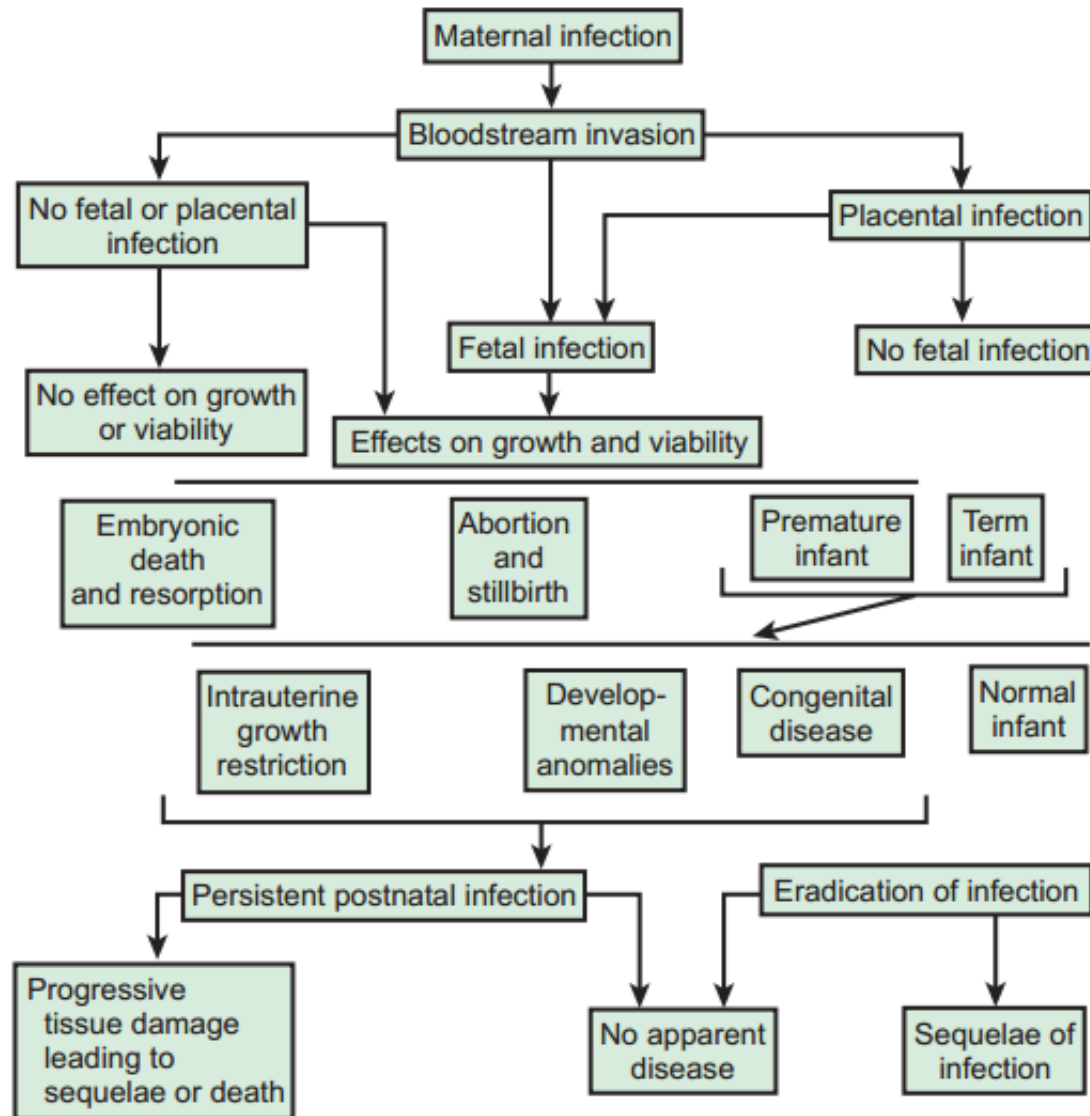 Maternal infection
Bloodstream invasion
No fetal or placental
infection
Placental infection
Fetal infection
No fetal infection
No effect on growth
or viability
Effects on growth and viability
Embryonic
death
and resorption
Abortion
and
stillbirth
Premature
infant
Term
infant
Intrauterine
growth
restriction
Develop-
mental
anomalies
Congenital
disease
Normal
infant
Persistent postnatal infection
Eradication of infection
Progressive
tissue damage
leading to
sequelae or death
No apparent
disease
Sequelae of
infection